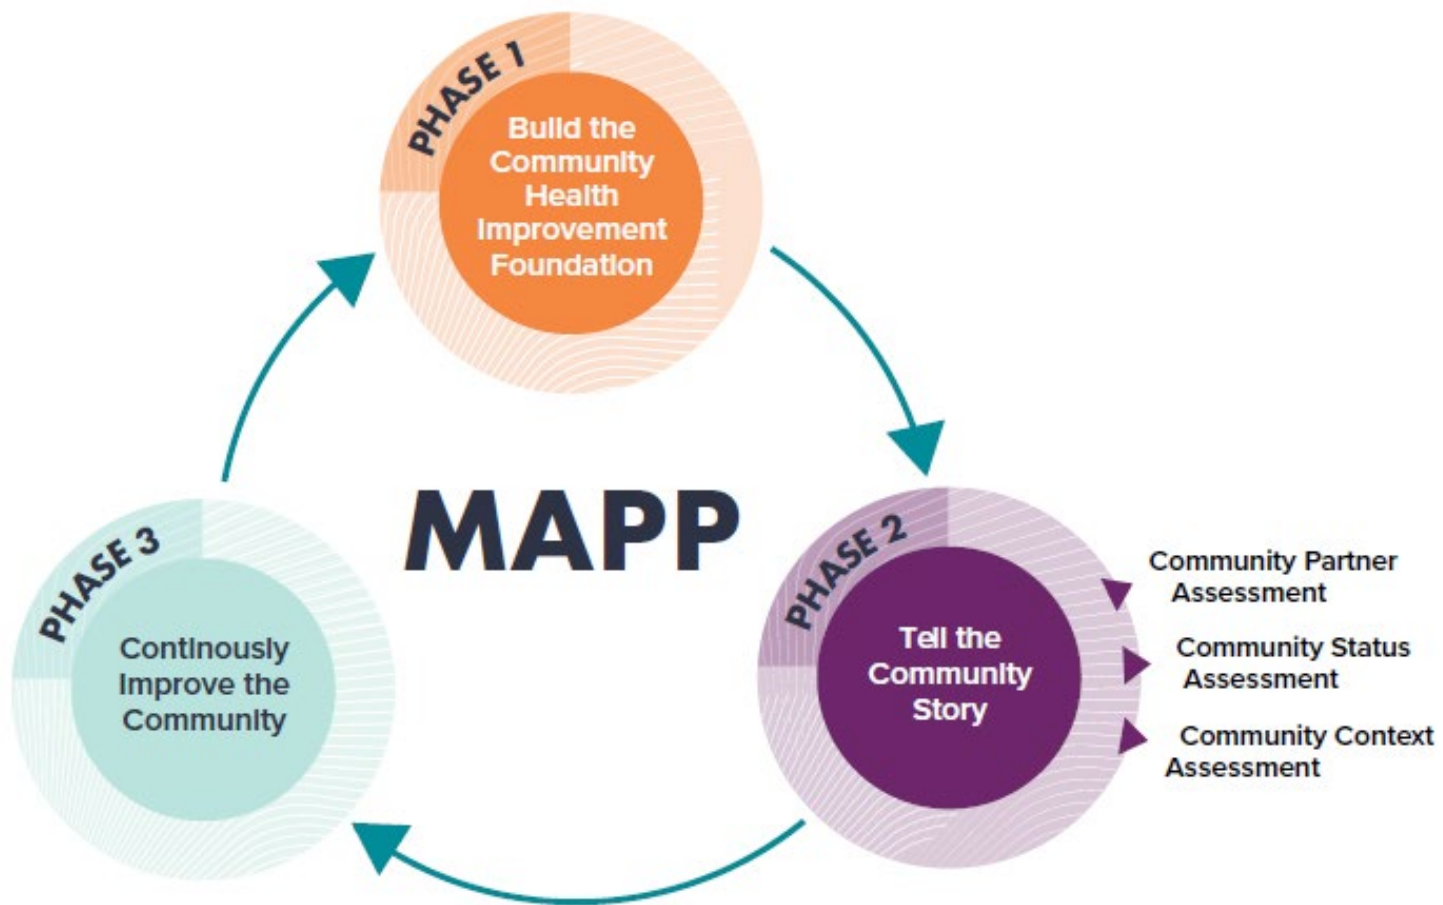 PHASE 1
Build the
Community
Health
Improvement
Foundation
MAPP
PHASE 2
Tell the
Community
Story
Community Partner
Assessment
Community Status
Assessment
Community Context
Assessment
PHASE 3
Continously
Improve the
Community